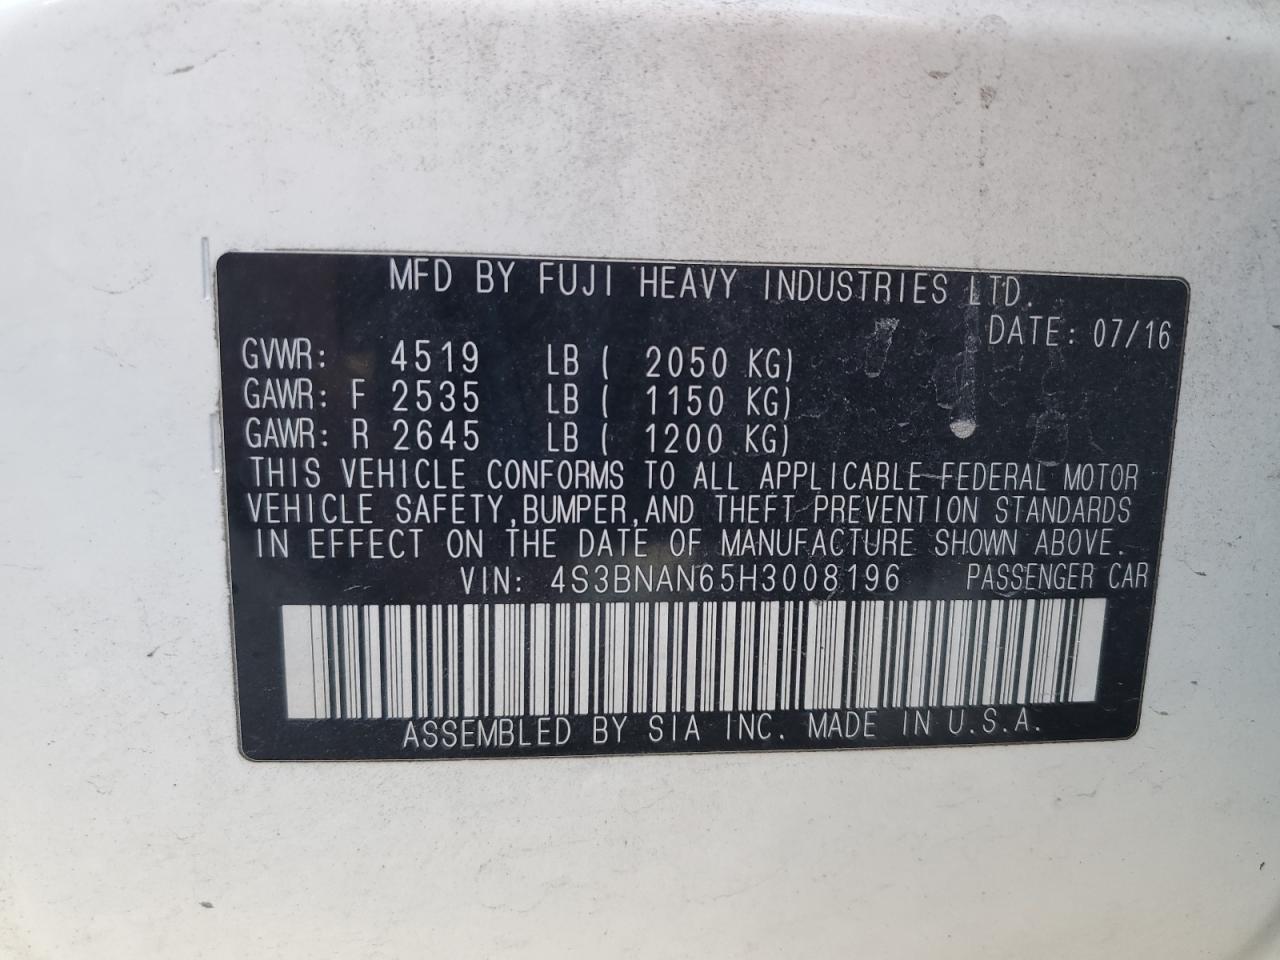 MFD BY FUJI HEAVY INDUSTRIES LTD.
DATE: 07/16
GVWR: 4519 LB ( 2050 KG)
GAWR: F 2535 LB ( 1150 KG)
GAWR: R 2645 LB ( 1200 KG)
THIS VEHICLE CONFORMS TO ALL APPLICABLE FEDERAL MOTOR
VEHICLE SAFETY,BUMPER,AND THEFT PREVENTION STANDARDS
IN EFFECT ON THE DATE OF MANUFACTURE SHOWN ABOVE.
VIN: 4S3BNAN65H3008196 PASSENGER CAR
ASSEMBLED BY SIA INC. MADE IN U.S.A.